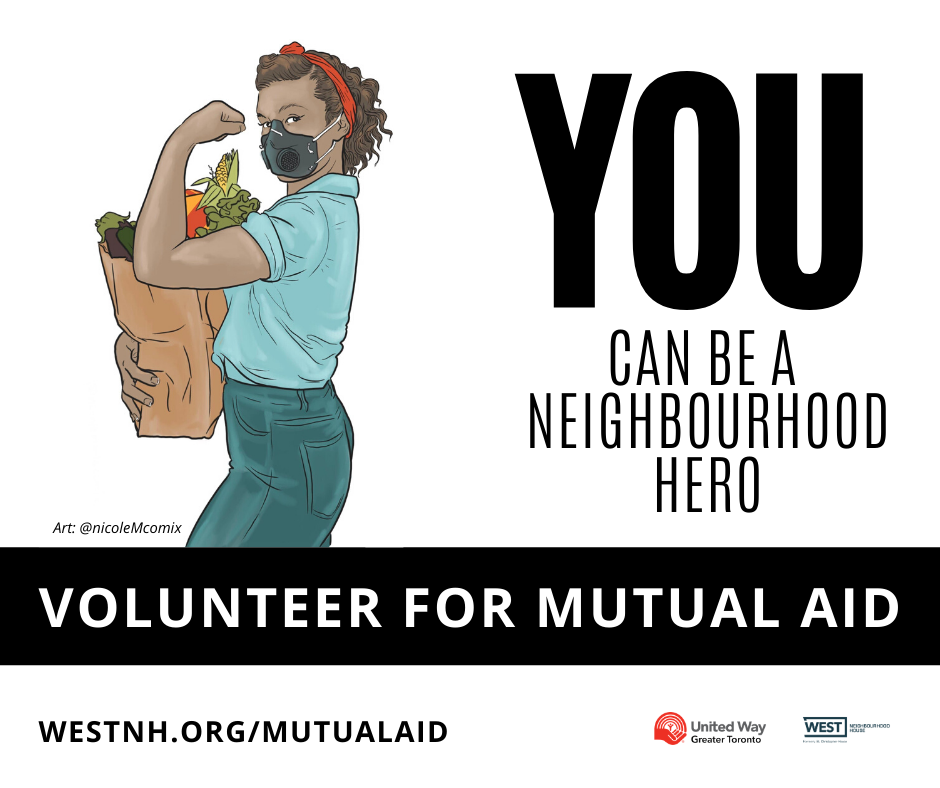 YOU
CAN BE A
NEIGHBOURHOOD
HERO
Art: @nicoleMcomix
VOLUNTEER FOR MUTUAL AID
WESTNH.ORG/MUTUALAID
United Way
Greater Toronto
WEST
NEIGHBOURHOOD
HOUSE